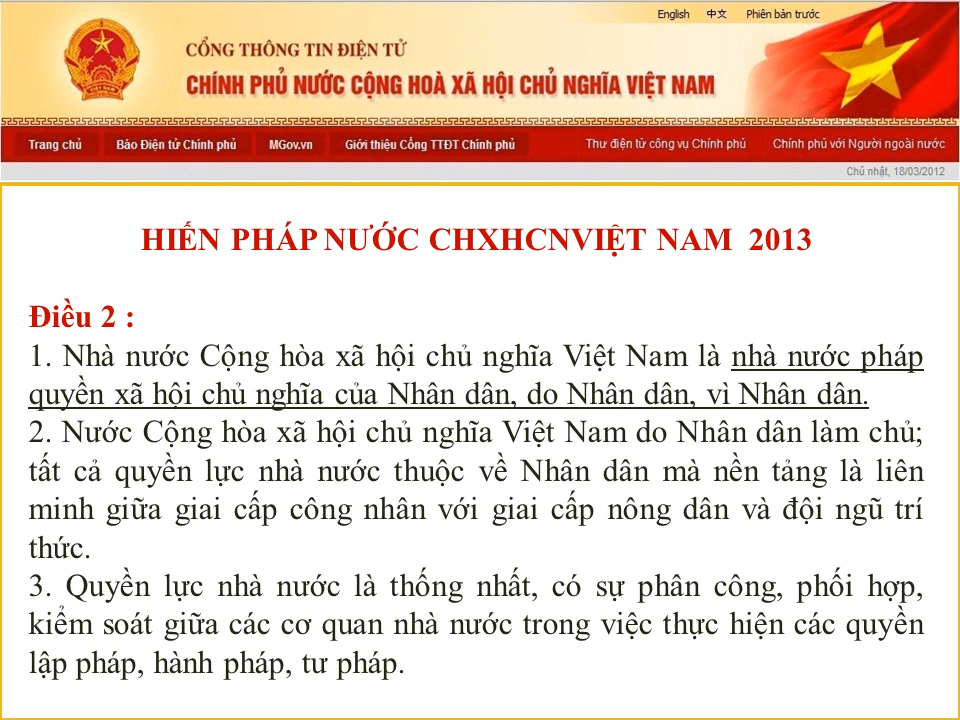 English 中文 Phiên bản trước
CỔNG THÔNG TIN ĐIỆN TỬ
CHÍNH PHỦ NƯỚC CỘNG HOÀ XÃ HỘI CHỦ NGHĨA VIỆT NAM
Trang chủ Báo Điện tử Chính phủ MGov.vn Giới thiệu Cổng TTĐT Chính phủ Thư điện tử công vụ Chính phủ Chính phủ với Người ngoài nước
Chủ nhật, 18/03/2012
HIẾN PHÁP NƯỚC CHXHCNVIỆT NAM 2013
Điều 2 :
1. Nhà nước Cộng hòa xã hội chủ nghĩa Việt Nam là nhà nước pháp
quyền xã hội chủ nghĩa của Nhân dân, do Nhân dân, vì Nhân dân.
2. Nước Cộng hòa xã hội chủ nghĩa Việt Nam do Nhân dân làm chủ;
tất cả quyền lực nhà nước thuộc về Nhân dân mà nền tảng là liên
minh giữa giai cấp công nhân với giai cấp nông dân và đội ngũ trí
thức.
3. Quyền lực nhà nước là thống nhất, có sự phân công, phối hợp,
kiểm soát giữa các cơ quan nhà nước trong việc thực hiện các quyền
lập pháp, hành pháp, tư pháp.